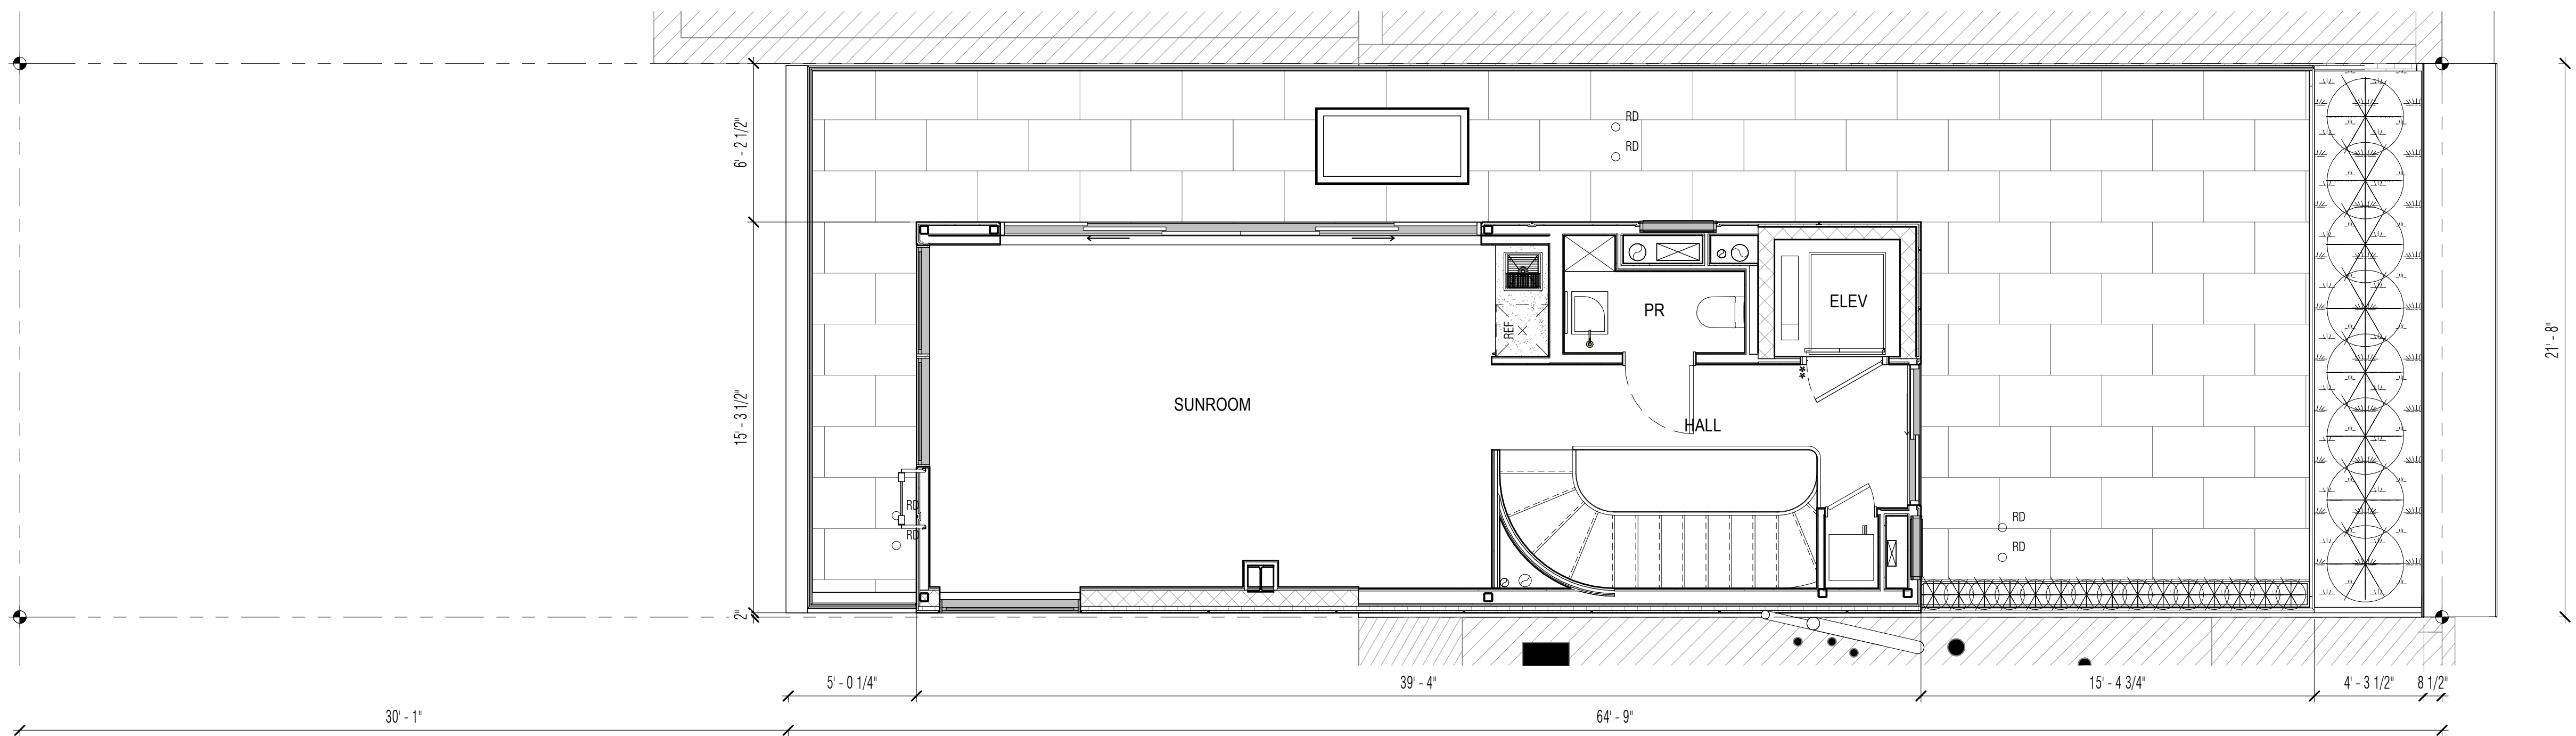 RD
RD
6' - 2 1/2"
21' - 8"
ELEV
PR
REF
**
15' - 3 1/2"
SUNROOM
HALL
RD
RD
RD
RD
2"
5' - 0 1/4"
39' - 4"
15' - 4 3/4"
4' - 3 1/2"
8 1/2"
30' - 1"
64' - 9"